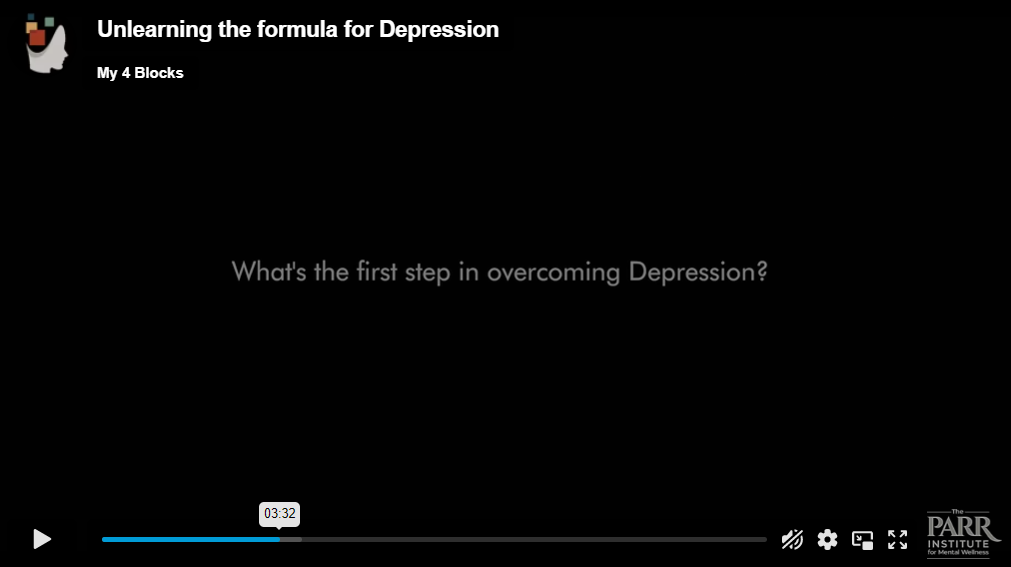 Unlearning the formula for Depression
My 4 Blocks
What's the first step in overcoming Depression?
03:32
The
PARR
INSTITUTE
for Mental Wellness